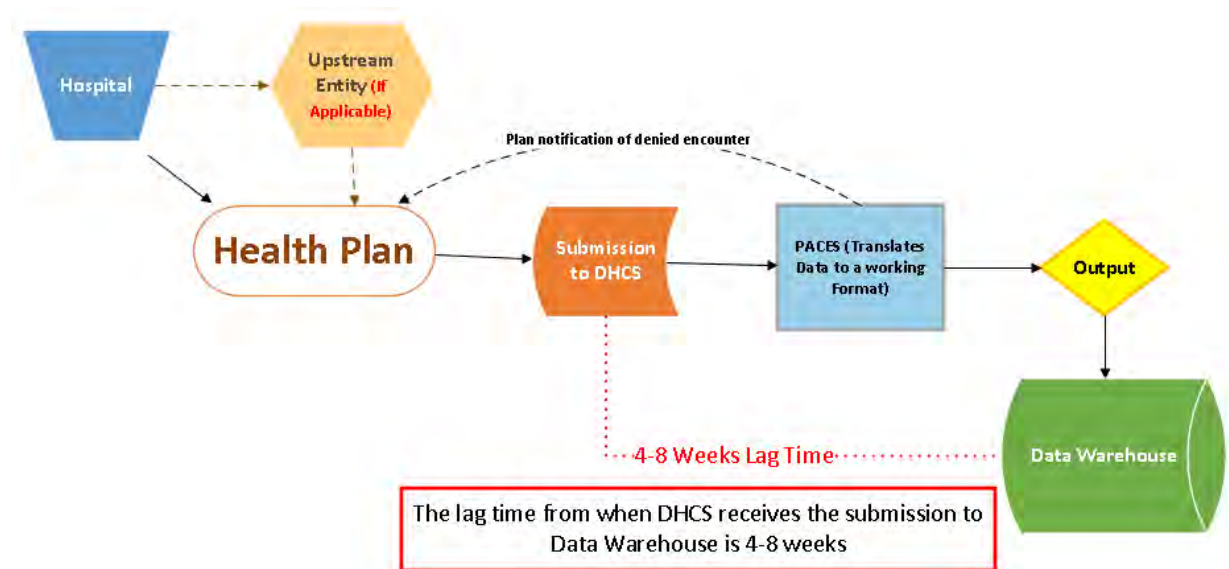 Hospital
Upstream
Entity (If
Applicable)
Plan notification of denied encounter
Health Plan
Submission
to DHCS
PACES (Translates
Data to a working
Format)
Output
Data Warehouse
4-8 Weeks Lag Time
The lag time from when DHCS receives the submission to
Data Warehouse is 4-8 weeks